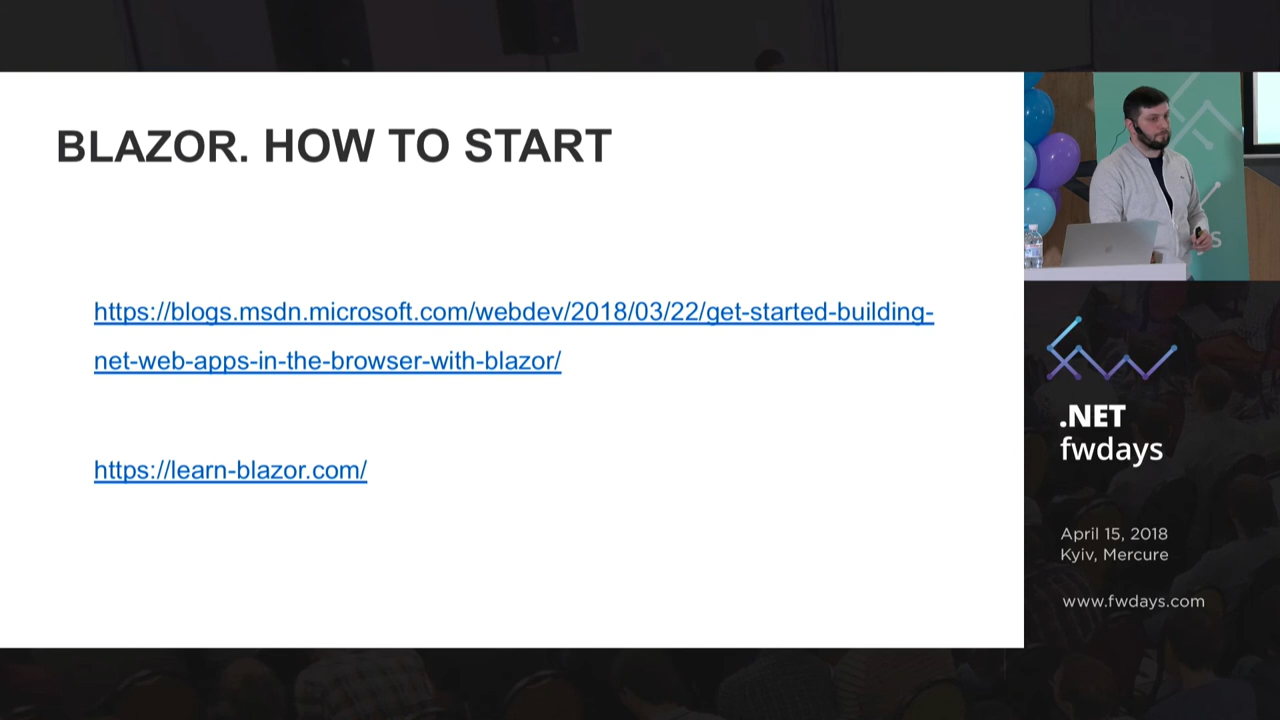 BLAZOR. HOW TO START
https://blogs.msdn.microsoft.com/webdev/2018/03/22/get-started-building-
net-web-apps-in-the-browser-with-blazor/
https://learn-blazor.com/
.NET
fwdays
April 15, 2018
Kyiv, Mercure
www.fwdays.com